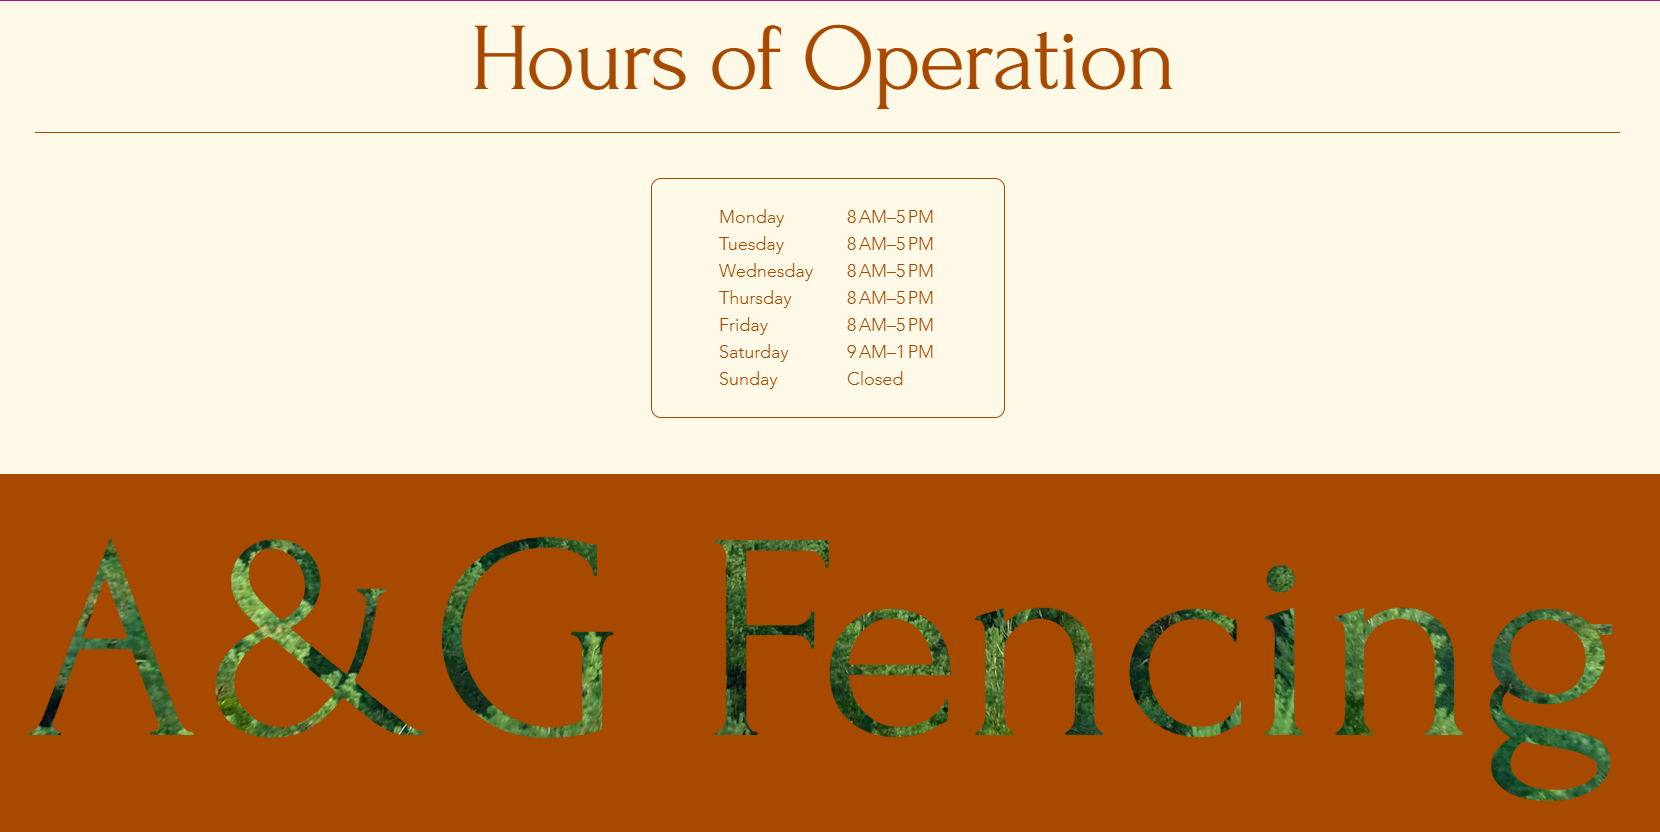 Hours of Operation
Monday 8 AM–5 PM
Tuesday 8 AM–5 PM
Wednesday 8 AM–5 PM
Thursday 8 AM–5 PM
Friday 8 AM–5 PM
Saturday 9 AM–1 PM
Sunday Closed
A&G Fencing